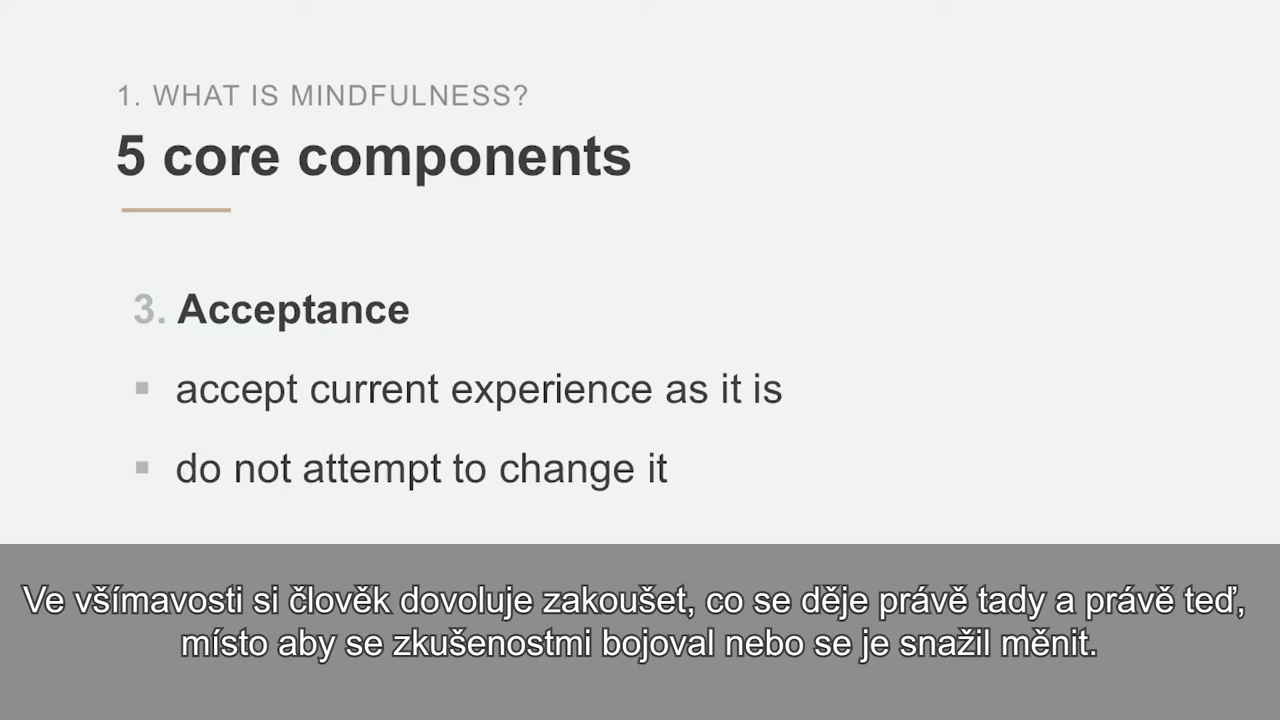 1. WHAT IS MINDFULNESS?
5 core components
3. Acceptance
▪ accept current experience as it is
▪ do not attempt to change it
Ve všímavosti si člověk dovoluje zakoušet, co se děje právě tady a právě teď,
místo aby se zkušenostmi bojoval nebo se je snažil měnit.